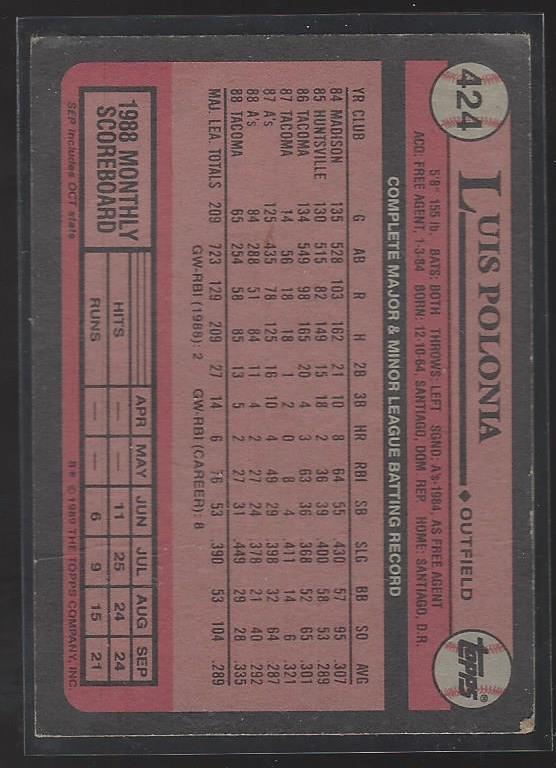 424
LUIS POLONIA ♦ OUTFIELD
Topps®
5'8" 155 lb. BATS: BOTH THROWS: LEFT SGND: A's-1984, AS FREE AGENT
ACQ: FREE AGENT, 1-3-84 BORN: 12-10-64, SANTIAGO, DOM REP HOME: SANTIAGO, D.R.
COMPLETE MAJOR & MINOR LEAGUE BATTING RECORD
YR CLUB G AB R H 2B 3B HR RBI SB SLG BB SO AVG
84 MADISON 135 528 103 162 21 10 8 64 55 .430 57 95 .307
85 HUNTSVILLE 130 515 82 149 15 18 2 36 39 .400 58 53 .289
86 TACOMA 134 549 98 165 20 4 3 63 36 .368 52 65 .301
87 TACOMA 14 56 18 18 1 2 0 8 4 .411 14 6 .321
87 A's 125 435 78 125 16 10 4 49 29 .398 32 64 .287
88 A's 84 288 51 84 11 4 2 27 24 .378 21 40 .292
88 TACOMA 65 254 58 85 13 5 2 27 31 .449 29 28 .335
MAJ. LEA. TOTALS 209 723 129 209 27 14 6 76 53 .390 53 104 .289
GW-RBI (1988): 2 GW-RBI (CAREER): 8
1988 MONTHLY
SCOREBOARD
APR MAY JUN JUL AUG SEP
HITS — — 11 25 24 24
RUNS — — 6 9 15 21
SEP includes OCT stats
B* © 1989 THE TOPPS COMPANY, INC.